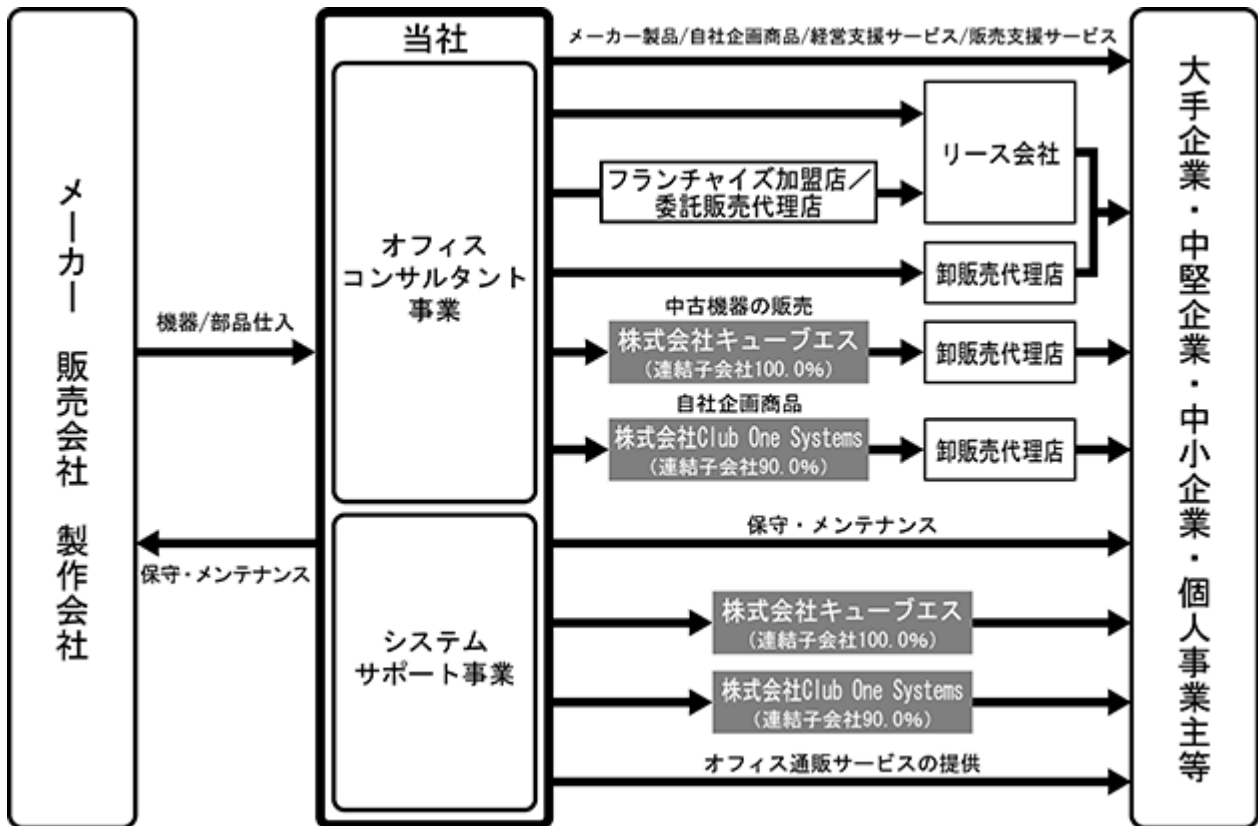 当社
メーカー製品/自社企画商品/経営支援サービス/販売支援サービス
メーカー 販売会社 製作会社
機器/部品仕入
保守・メンテナンス
オフィス
コンサルタント
事業
リース会社
フランチャイズ加盟店／
委託販売代理店
卸販売代理店
中古機器の販売
株式会社キューブエス
(連結子会社100.0%)
卸販売代理店
自社企画商品
株式会社Club One Systems
(連結子会社90.0%)
卸販売代理店
システム
サポート事業
保守・メンテナンス
株式会社キューブエス
(連結子会社100.0%)
株式会社Club One Systems
(連結子会社90.0%)
オフィス通販サービスの提供
大手企業・中堅企業・中小企業・個人事業主等